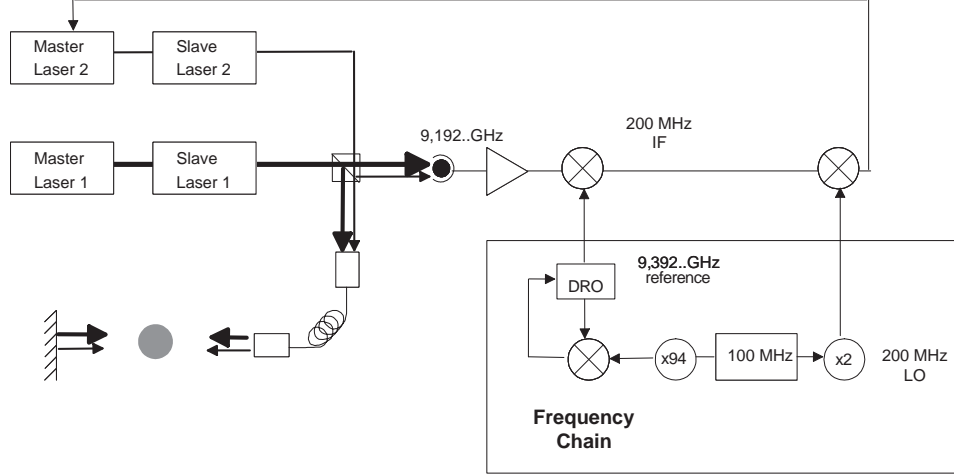 Master
Laser 2
Slave
Laser 2
Master
Laser 1
Slave
Laser 1
9,192..GHz
200 MHz
IF
DRO
9,392..GHz
reference
x94
100 MHz
x2
200 MHz
LO
Frequency
Chain